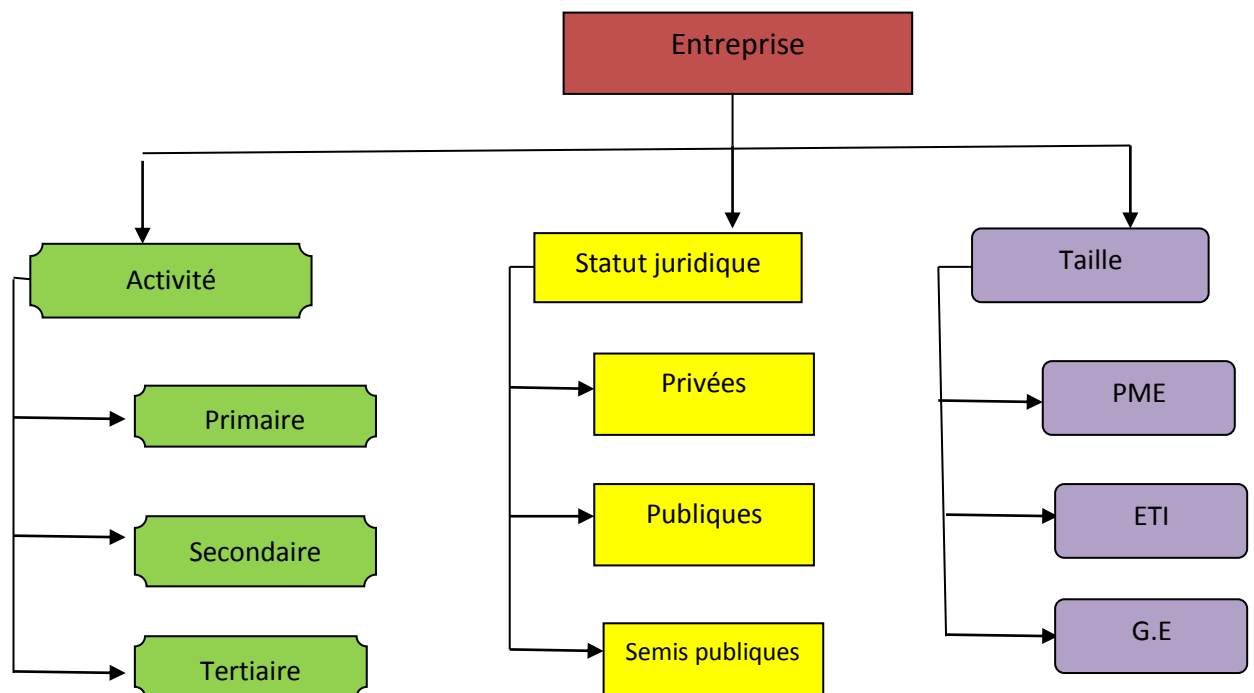 Entreprise
Activité
Primaire
Secondaire
Tertiaire
Statut juridique
Privées
Publiques
Semis publiques
Taille
PME
ETI
G.E